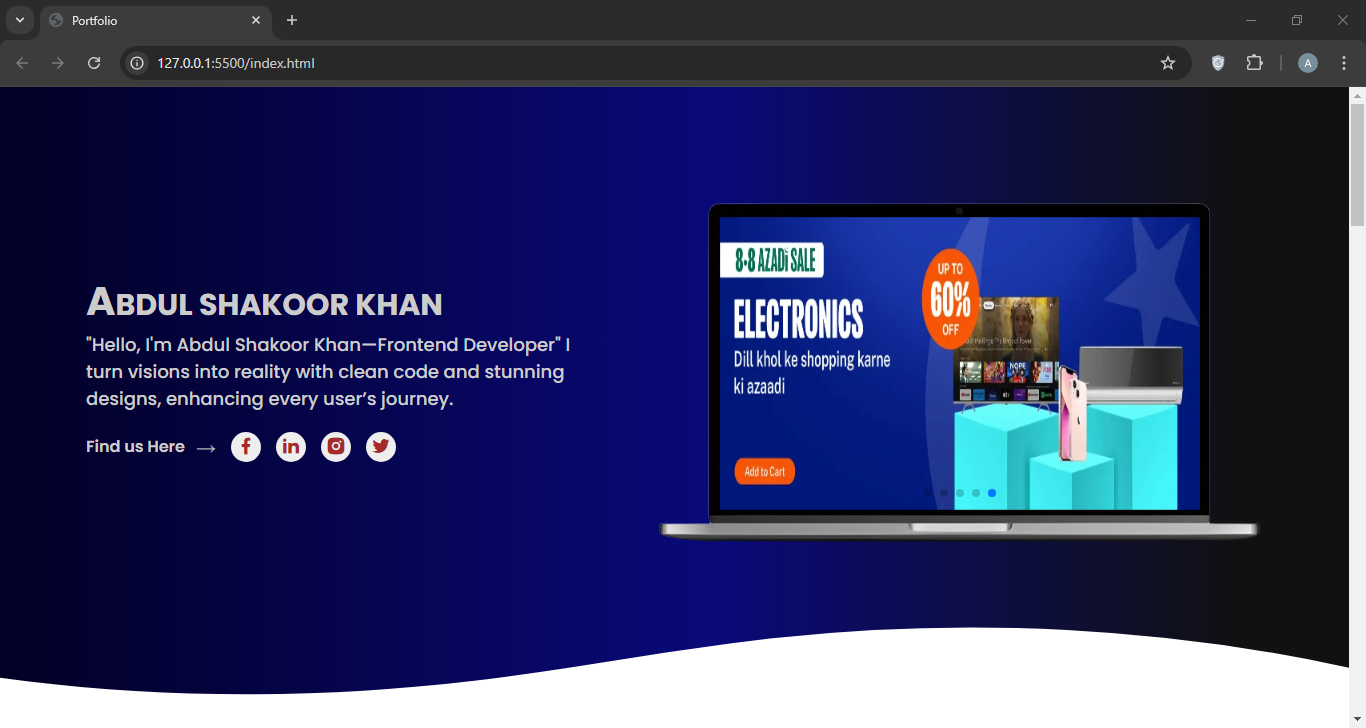 Portfolio
127.0.0.1:5500/index.html
A
ABDUL SHAKOOR KHAN
"Hello, I'm Abdul Shakoor Khan—Frontend Developer" I
turn visions into reality with clean code and stunning
designs, enhancing every user’s journey.
Find us Here →
8-8 AZADi SALE
ELECTRONICS
Dill khol ke shopping karne
ki azaadi
UP TO
60%
OFF
NOPE
Add to Cart